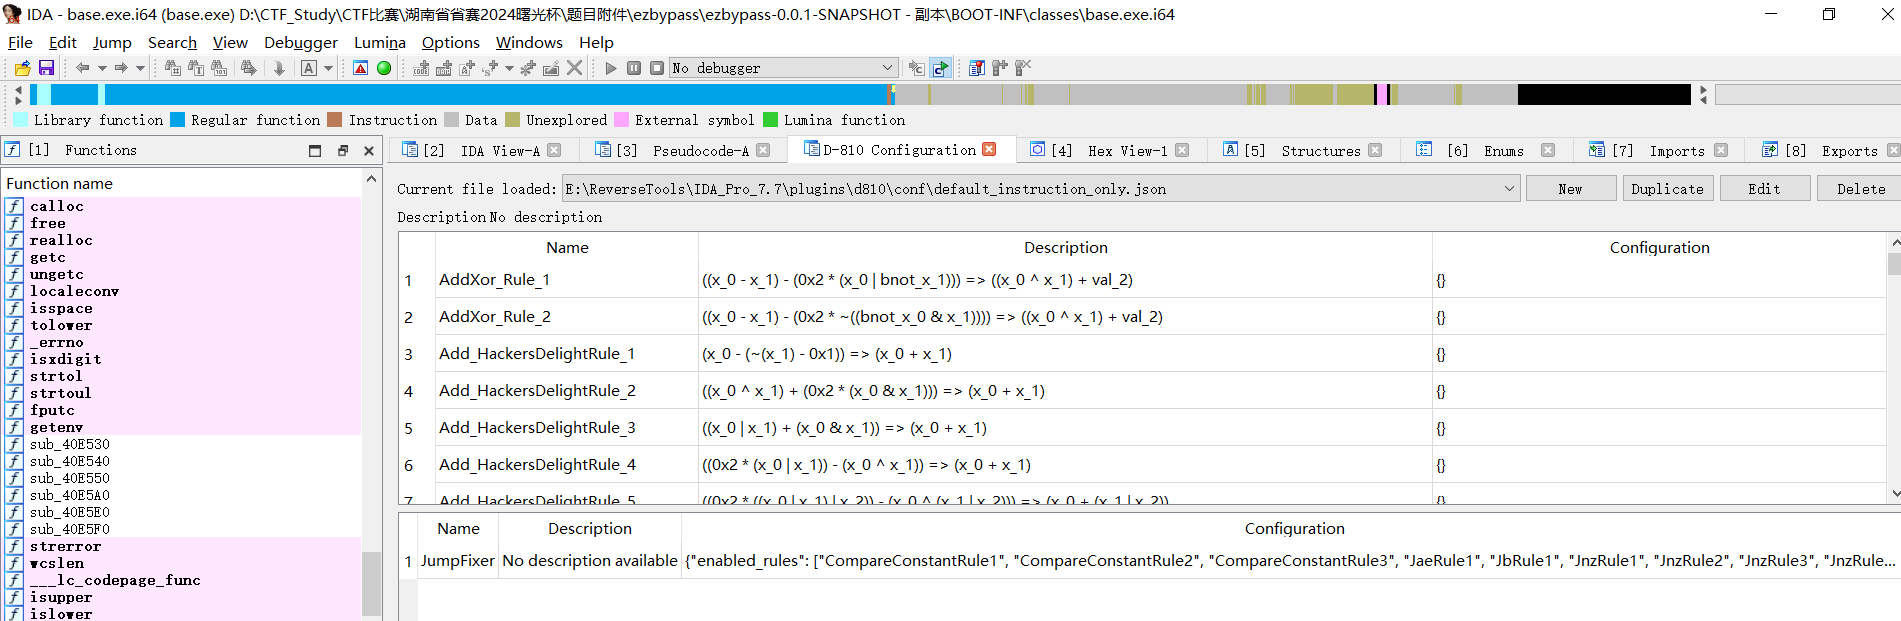 IDA - base.exe.i64 (base.exe) D:\CTF_Study\CTF比赛\湖南省省赛2024曙光杯\题目附件\ezbypass\ezbypass-0.0.1-SNAPSHOT - 副本\BOOT-INF\classes\base.exe.i64
File Edit Jump Search View Debugger Lumina Options Windows Help
No debugger
Library function Regular function Instruction Data Unexplored External symbol Lumina function
[1] Functions
[2] IDA View-A [3] Pseudocode-A D-810 Configuration [4] Hex View-1 [5] Structures [6] Enums [7] Imports [8] Exports
Function name
calloc
free
realloc
getc
ungetc
localeconv
isspace
tolower
_errno
isxdigit
strtol
strtoul
fputc
getenv
sub_40E530
sub_40E540
sub_40E550
sub_40E5A0
sub_40E5E0
sub_40E5F0
strerror
wcslen
___lc_codepage_func
isupper
islower
Current file loaded: E:\ReverseTools\IDA_Pro_7.7\plugins\d810\conf\default_instruction_only.json New Duplicate Edit Delete
Description No description
Name Description Configuration
1 AddXor_Rule_1 ((x_0 - x_1) - (0x2 * (x_0 | bnot_x_1))) => ((x_0 ^ x_1) + val_2) {}
2 AddXor_Rule_2 ((x_0 - x_1) - (0x2 * ~((bnot_x_0 & x_1)))) => ((x_0 ^ x_1) + val_2) {}
3 Add_HackersDelightRule_1 (x_0 - (~(x_1) - 0x1)) => (x_0 + x_1) {}
4 Add_HackersDelightRule_2 ((x_0 ^ x_1) + (0x2 * (x_0 & x_1))) => (x_0 + x_1) {}
5 Add_HackersDelightRule_3 ((x_0 | x_1) + (x_0 & x_1)) => (x_0 + x_1) {}
6 Add_HackersDelightRule_4 ((0x2 * (x_0 | x_1)) - (x_0 ^ x_1)) => (x_0 + x_1) {}
7 Add_HackersDelightRule_5 ((0x2 * ((x_0 | x_1) | x_2)) - (x_0 ^ (x_1 | x_2))) => (x_0 + (x_1 | x_2)) {}
Name Description Configuration
1 JumpFixer No description available {"enabled_rules": ["CompareConstantRule1", "CompareConstantRule2", "CompareConstantRule3", "JaeRule1", "JbRule1", "JnzRule1", "JnzRule2", "JnzRule3", "JnzRule...